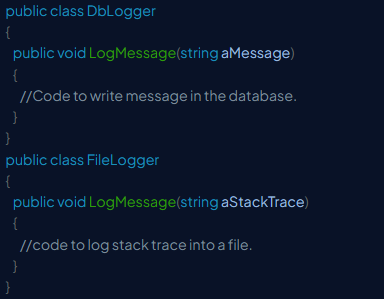 public class DbLogger
{
public void LogMessage(string aMessage)
{
//Code to write message in the database.
}
}
public class FileLogger
{
public void LogMessage(string aStackTrace)
{
//code to log stack trace into a file.
}
}